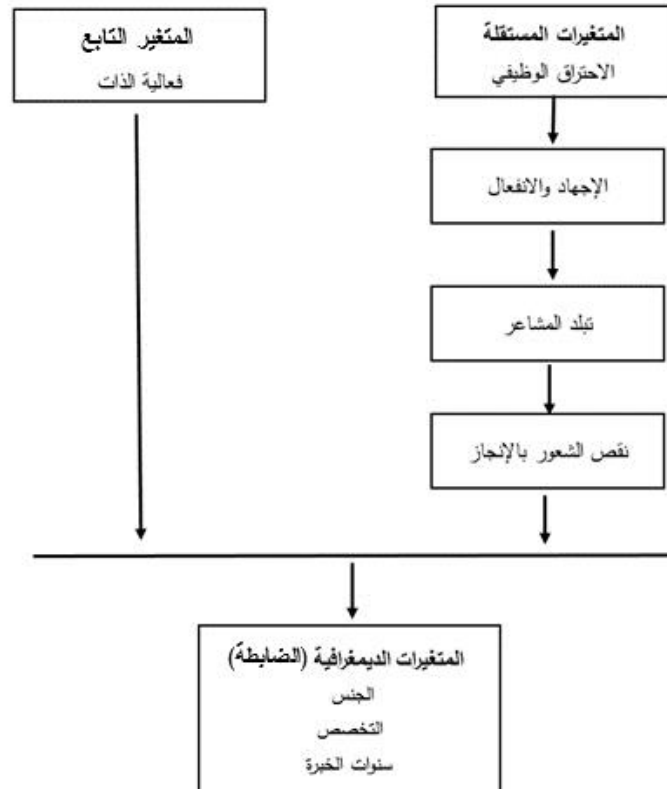 المتغيرات المستقلة
الاحتراق الوظيفي
الإجهاد والانفعال
تبلد المشاعر
نقص الشعور بالإنجاز
المتغير التابع
فعالية الذات
المتغيرات الديمغرافية (الضابطة)
الجنس
التخصص
سنوات الخبرة